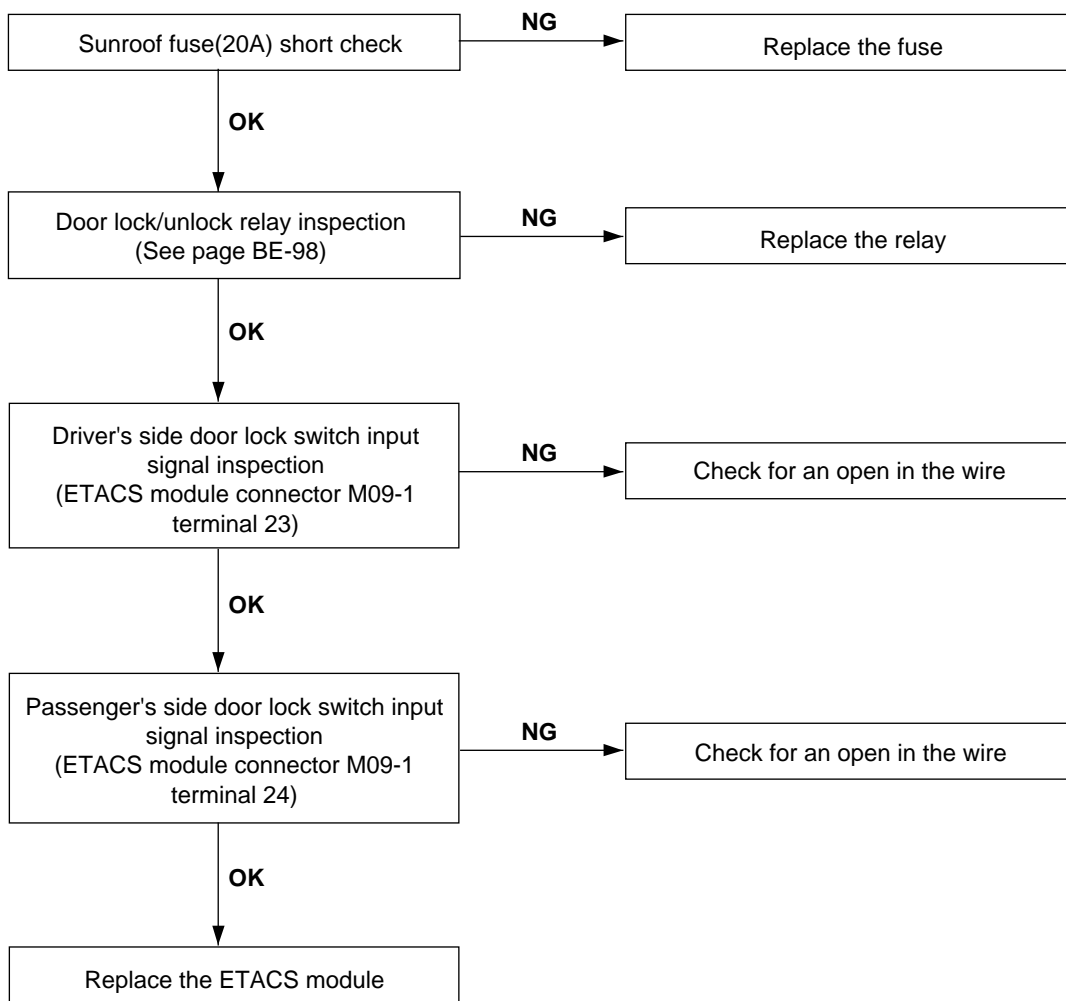 Sunroof fuse(20A) short check
NG
Replace the fuse
OK
Door lock/unlock relay inspection
(See page BE-98)
NG
Replace the relay
OK
Driver's side door lock switch input
signal inspection
(ETACS module connector M09-1
terminal 23)
NG
Check for an open in the wire
OK
Passenger's side door lock switch input
signal inspection
(ETACS module connector M09-1
terminal 24)
NG
Check for an open in the wire
OK
Replace the ETACS module